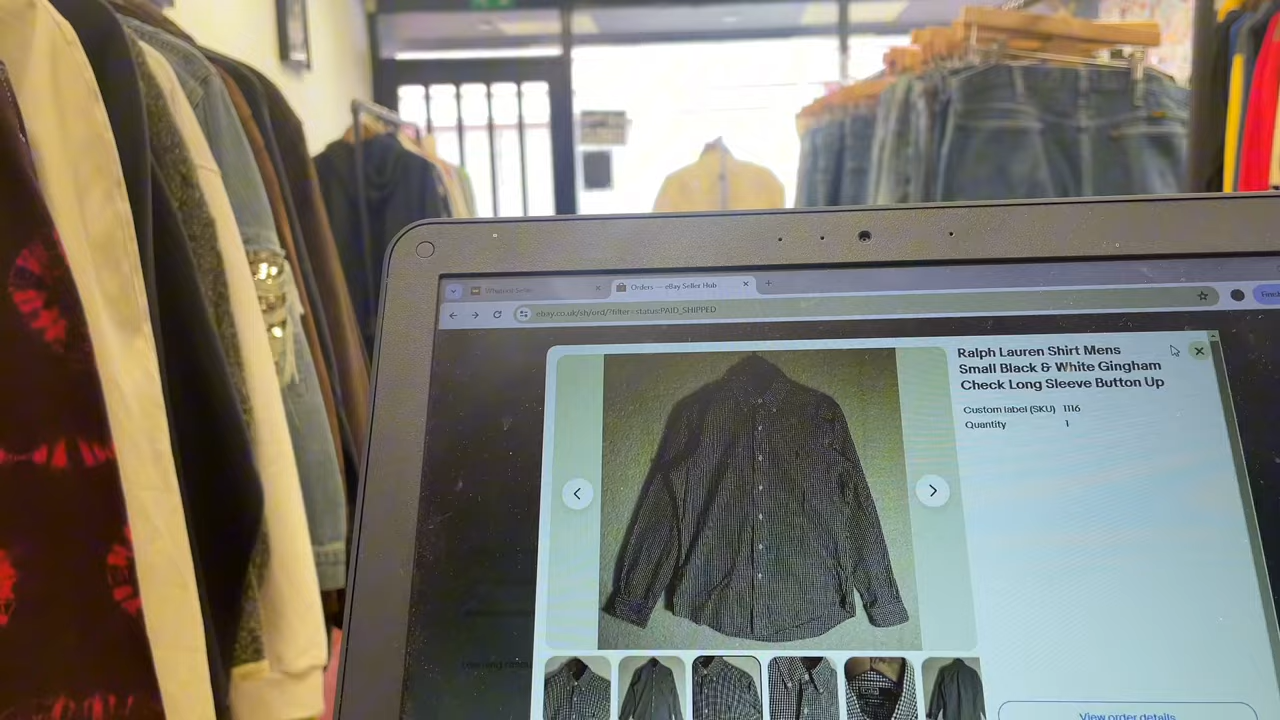 Orders — eBay Seller Hub
ebay.co.uk/sh/ord/?filter=status:PAID_SHIPPED
Ralph Lauren Shirt Mens
Small Black & White Gingham
Check Long Sleeve Button Up
Custom label (SKU) 1116
Quantity 1
View order details